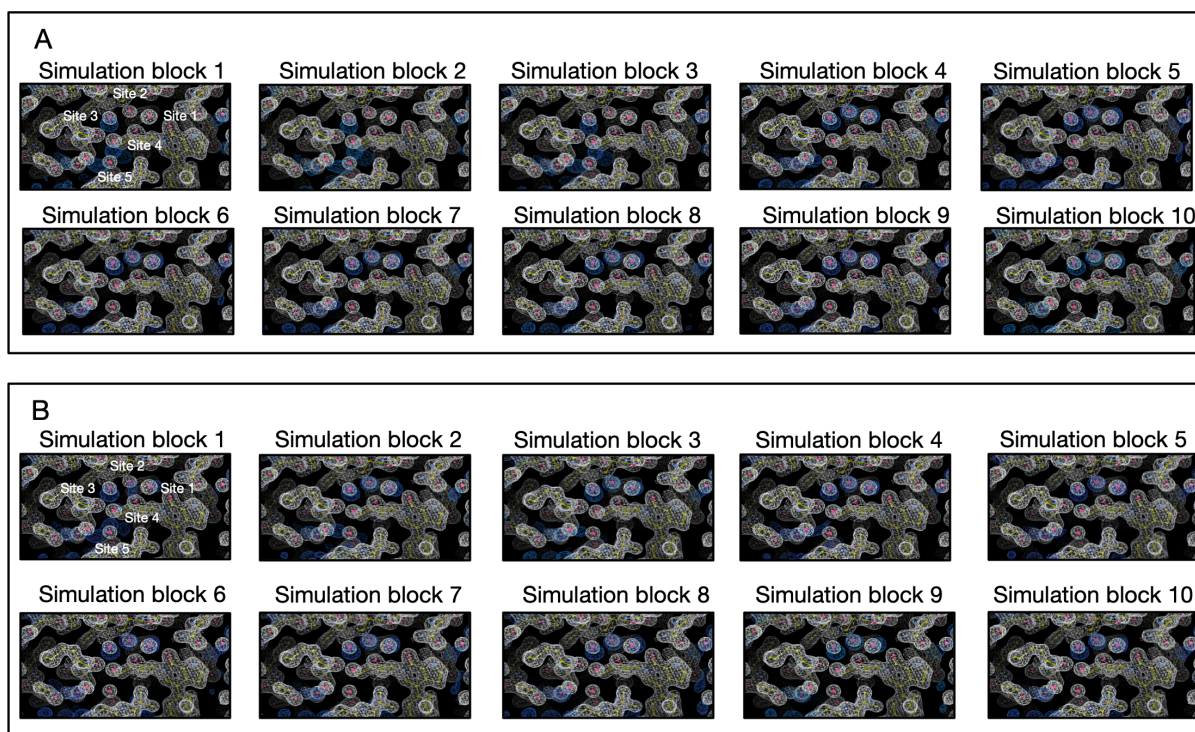 A
Simulation block 1
Simulation block 2
Simulation block 3
Simulation block 4
Simulation block 5
Site 2
Site 3
Site 1
Site 4
Site 5
Simulation block 6
Simulation block 7
Simulation block 8
Simulation block 9
Simulation block 10
B
Simulation block 1
Simulation block 2
Simulation block 3
Simulation block 4
Simulation block 5
Site 2
Site 3
Site 1
Site 4
Site 5
Simulation block 6
Simulation block 7
Simulation block 8
Simulation block 9
Simulation block 10